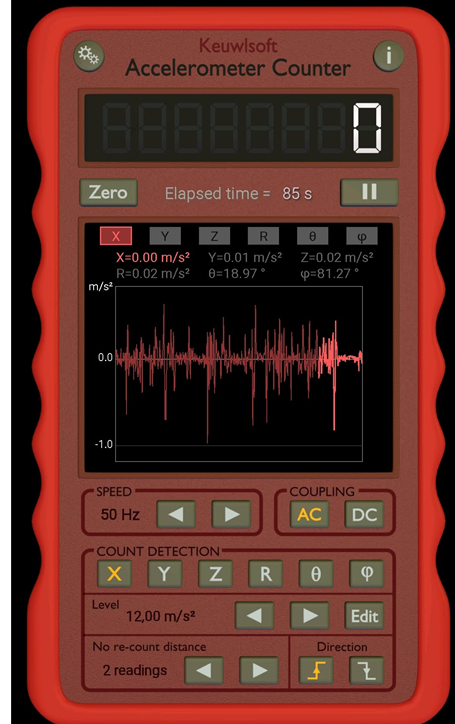 Keuwlsoft
Accelerometer Counter
i
0
Zero Elapsed time = 85 s
X Y Z R θ φ
X=0.00 m/s² Y=0.01 m/s² Z=0.02 m/s²
R=0.02 m/s² θ=18.97 ° φ=81.27 °
m/s²
0.0
-1.0
SPEED COUPLING
50 Hz AC DC
COUNT DETECTION
X Y Z R θ φ
Level 12,00 m/s² Edit
No re-count distance Direction
2 readings